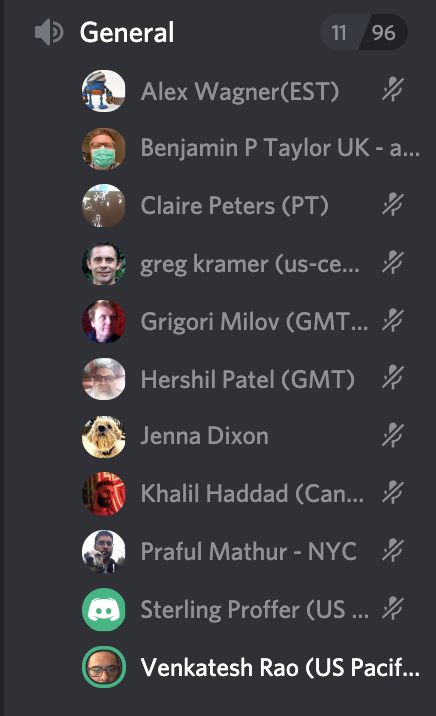 General 11 96
Alex Wagner(EST)
Benjamin P Taylor UK - a...
Claire Peters (PT)
greg kramer (us-ce...
Grigori Milov (GMT...
Hershil Patel (GMT)
Jenna Dixon
Khalil Haddad (Can...
Praful Mathur - NYC
Sterling Proffer (US ...
Venkatesh Rao (US Pacif...